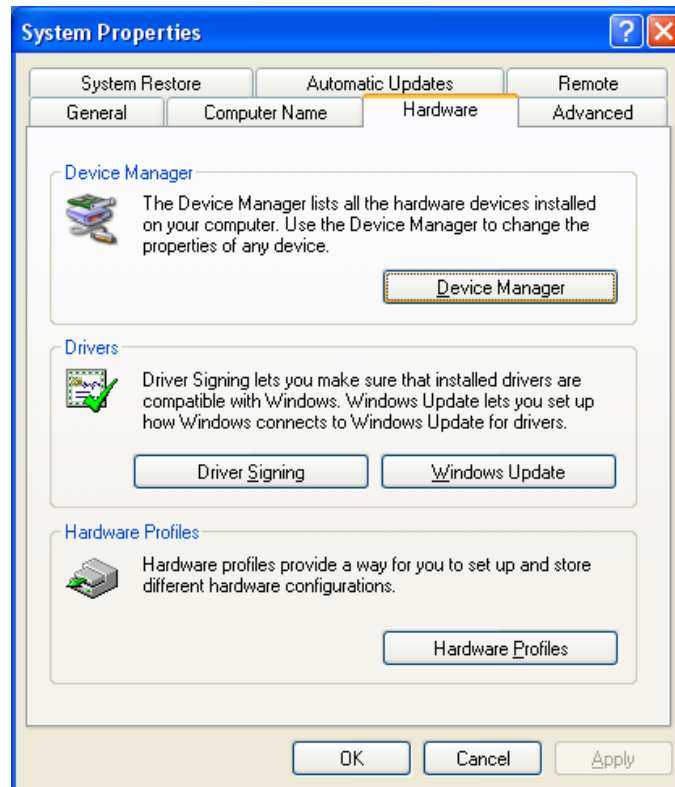 System Properties
?
System Restore
Automatic Updates
Remote
General
Computer Name
Hardware
Advanced
Device Manager
The Device Manager lists all the hardware devices installed
on your computer. Use the Device Manager to change the
properties of any device.
Device Manager
Drivers
Driver Signing lets you make sure that installed drivers are
compatible with Windows. Windows Update lets you set up
how Windows connects to Windows Update for drivers.
Driver Signing
Windows Update
Hardware Profiles
Hardware profiles provide a way for you to set up and store
different hardware configurations.
Hardware Profiles
OK
Cancel
Apply